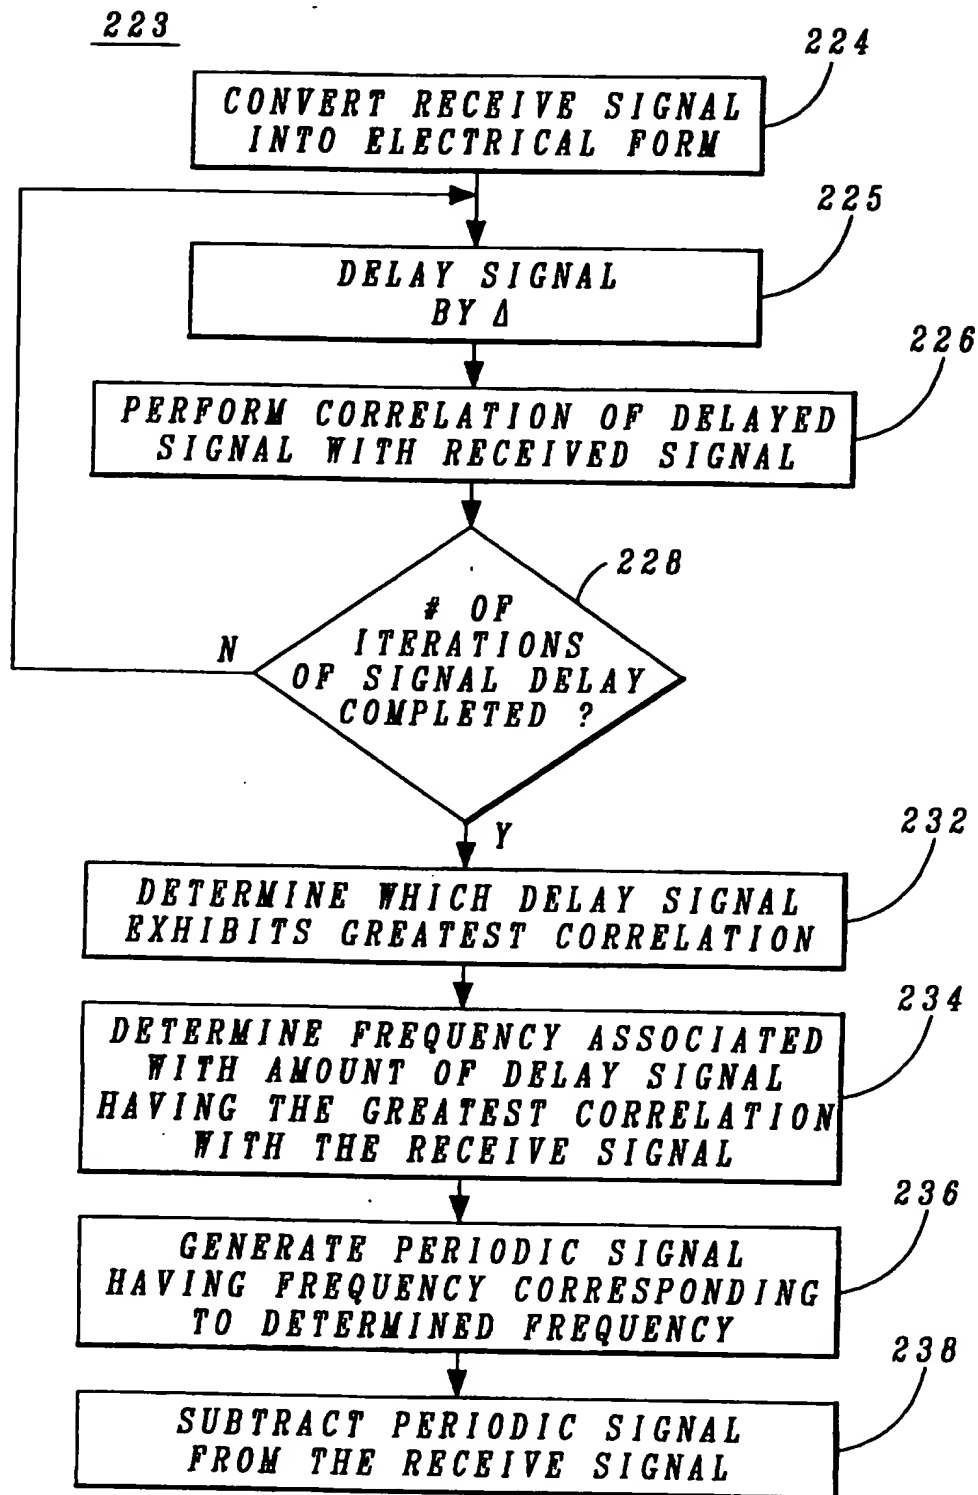 223
224
CONVERT RECEIVE SIGNAL
INTO ELECTRICAL FORM
225
DELAY SIGNAL
BY Δ
226
PERFORM CORRELATION OF DELAYED
SIGNAL WITH RECEIVED SIGNAL
228
# OF
ITERATIONS
OF SIGNAL DELAY
COMPLETED ?
N
Y
232
DETERMINE WHICH DELAY SIGNAL
EXHIBITS GREATEST CORRELATION
234
DETERMINE FREQUENCY ASSOCIATED
WITH AMOUNT OF DELAY SIGNAL
HAVING THE GREATEST CORRELATION
WITH THE RECEIVE SIGNAL
236
GENERATE PERIODIC SIGNAL
HAVING FREQUENCY CORRESPONDING
TO DETERMINED FREQUENCY
238
SUBTRACT PERIODIC SIGNAL
FROM THE RECEIVE SIGNAL